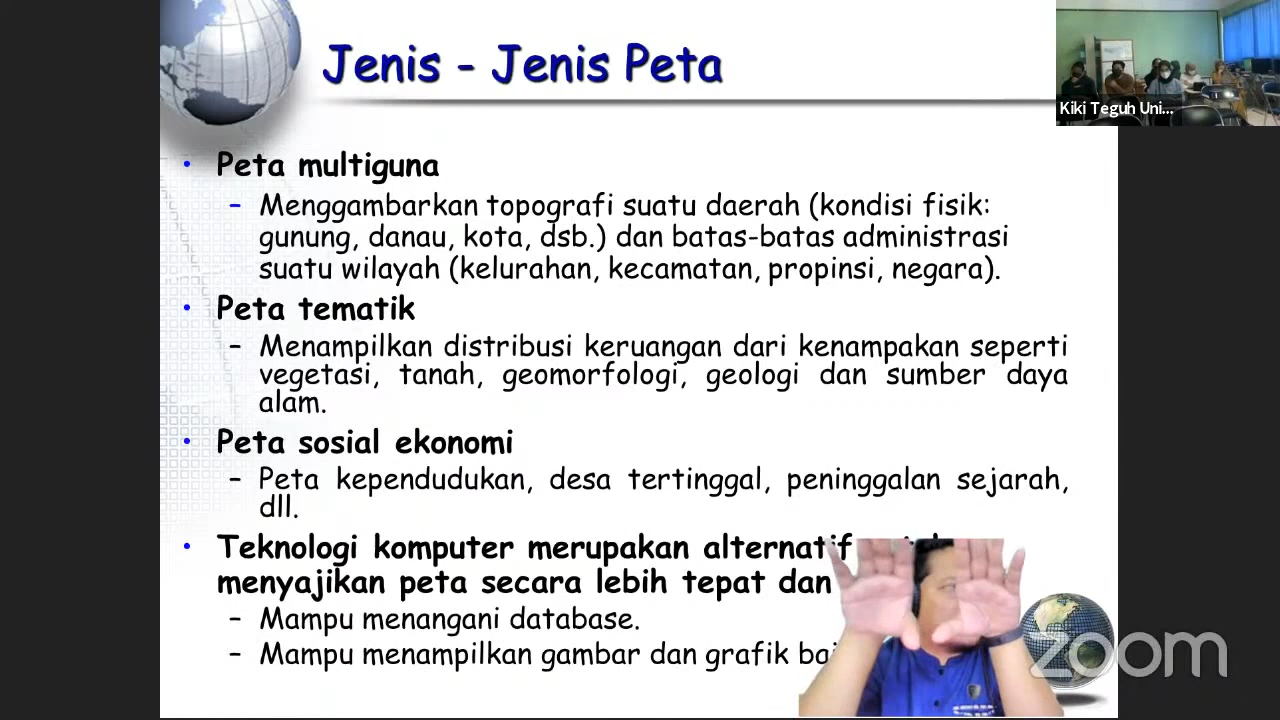 Jenis - Jenis Peta
Kiki Teguh Uni...
• Peta multiguna
– Menggambarkan topografi suatu daerah (kondisi fisik:
gunung, danau, kota, dsb.) dan batas-batas administrasi
suatu wilayah (kelurahan, kecamatan, propinsi, negara).
• Peta tematik
– Menampilkan distribusi keruangan dari kenampakan seperti
vegetasi, tanah, geomorfologi, geologi dan sumber daya
alam.
• Peta sosial ekonomi
– Peta kependudukan, desa tertinggal, peninggalan sejarah,
dll.
• Teknologi komputer merupakan alternatif
menyajikan peta secara lebih tepat dan
– Mampu menangani database.
– Mampu menampilkan gambar dan grafik
zoom